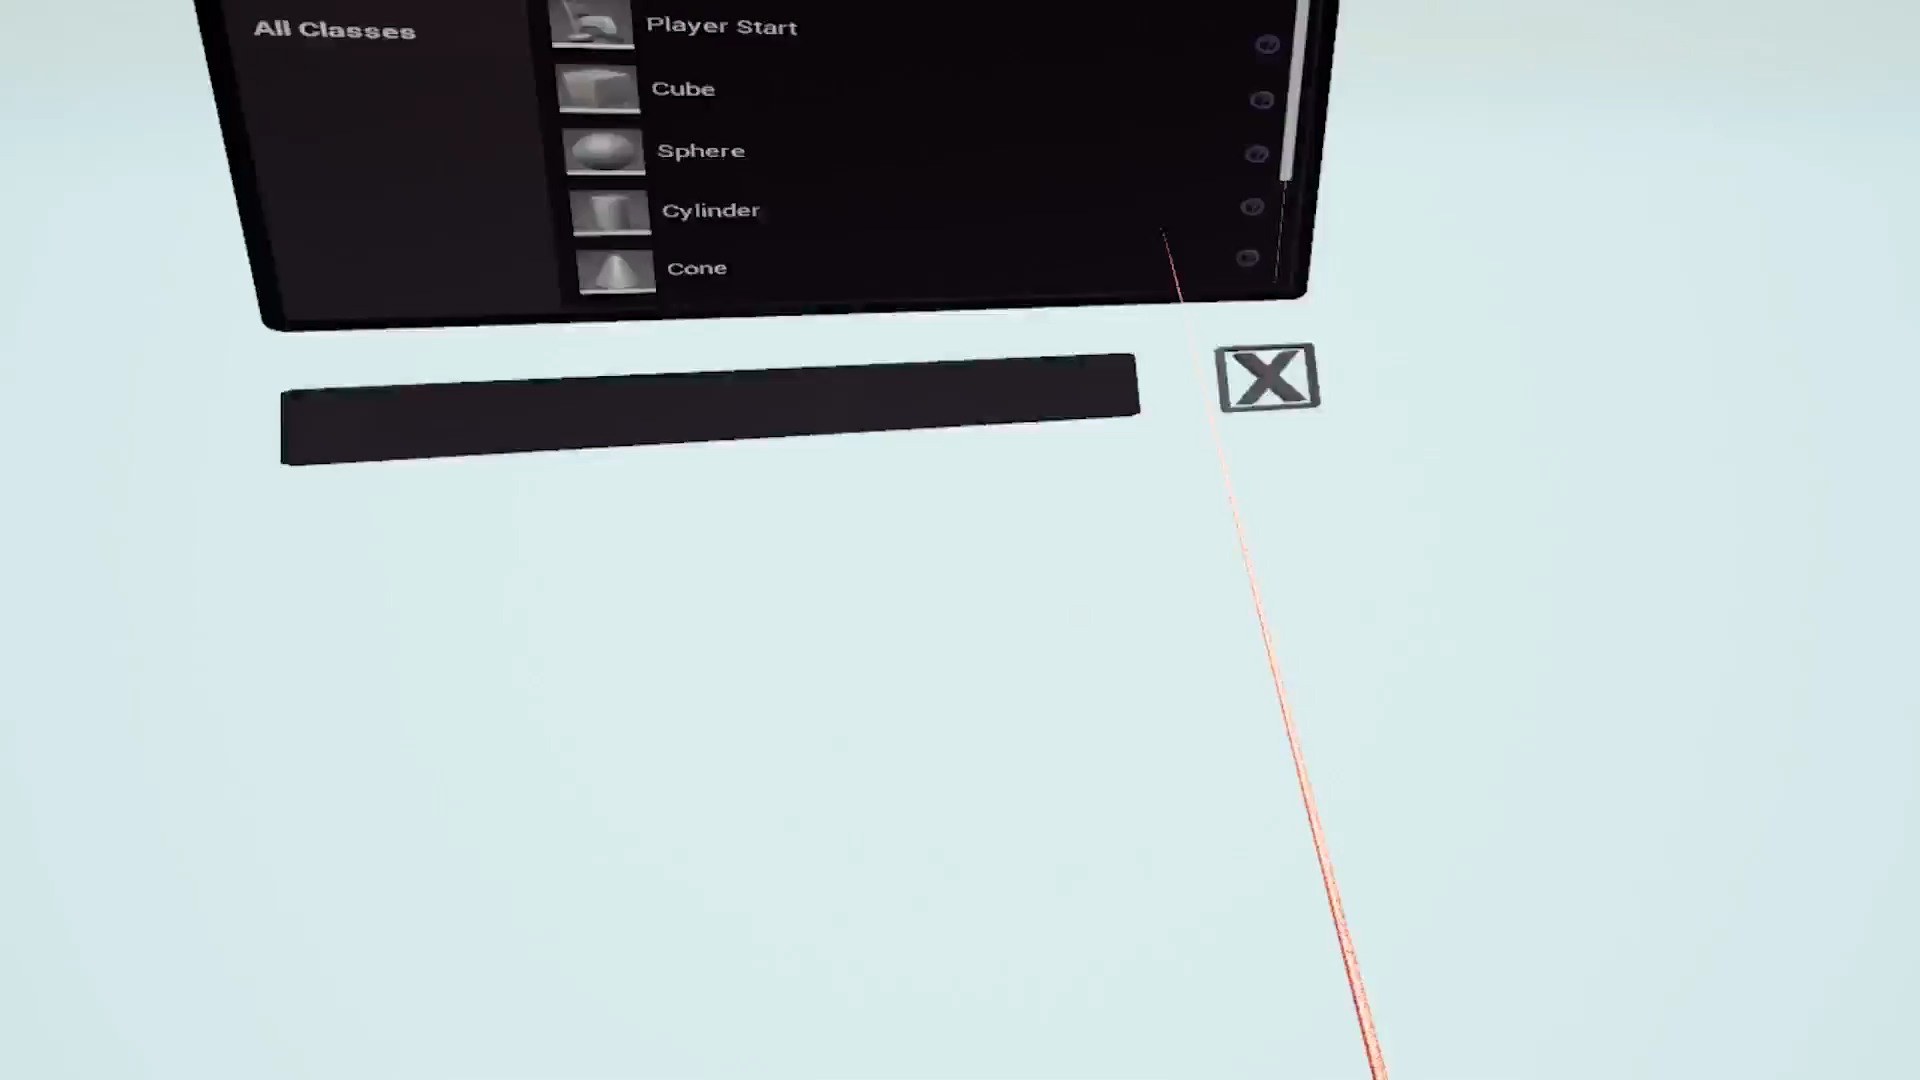 All Classes
Player Start
Cube
Sphere
Cylinder
Cone
X